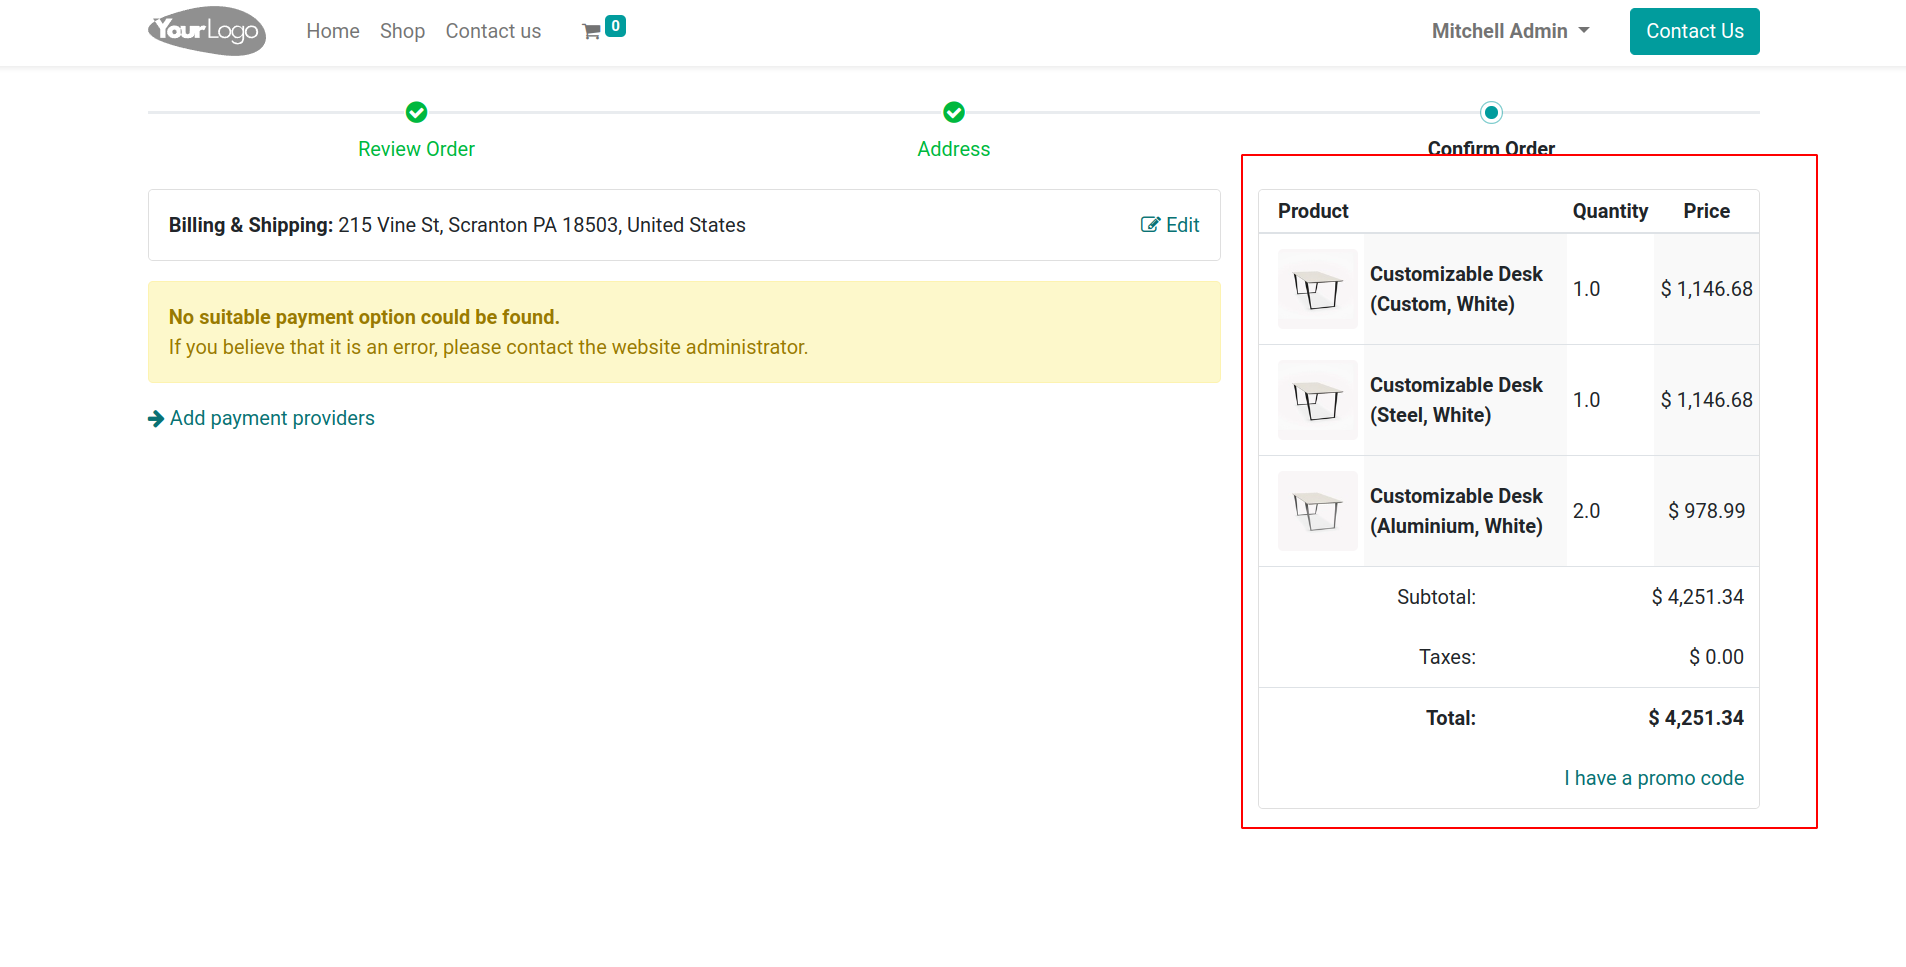 YourLogo
Home Shop Contact us 0
Mitchell Admin Contact Us
Review Order Address Confirm Order
Billing & Shipping: 215 Vine St, Scranton PA 18503, United States Edit
No suitable payment option could be found.
If you believe that it is an error, please contact the website administrator.
Add payment providers
Product Quantity Price
Customizable Desk
(Custom, White) 1.0 $ 1,146.68
Customizable Desk
(Steel, White) 1.0 $ 1,146.68
Customizable Desk
(Aluminium, White) 2.0 $ 978.99
Subtotal: $ 4,251.34
Taxes: $ 0.00
Total: $ 4,251.34
I have a promo code